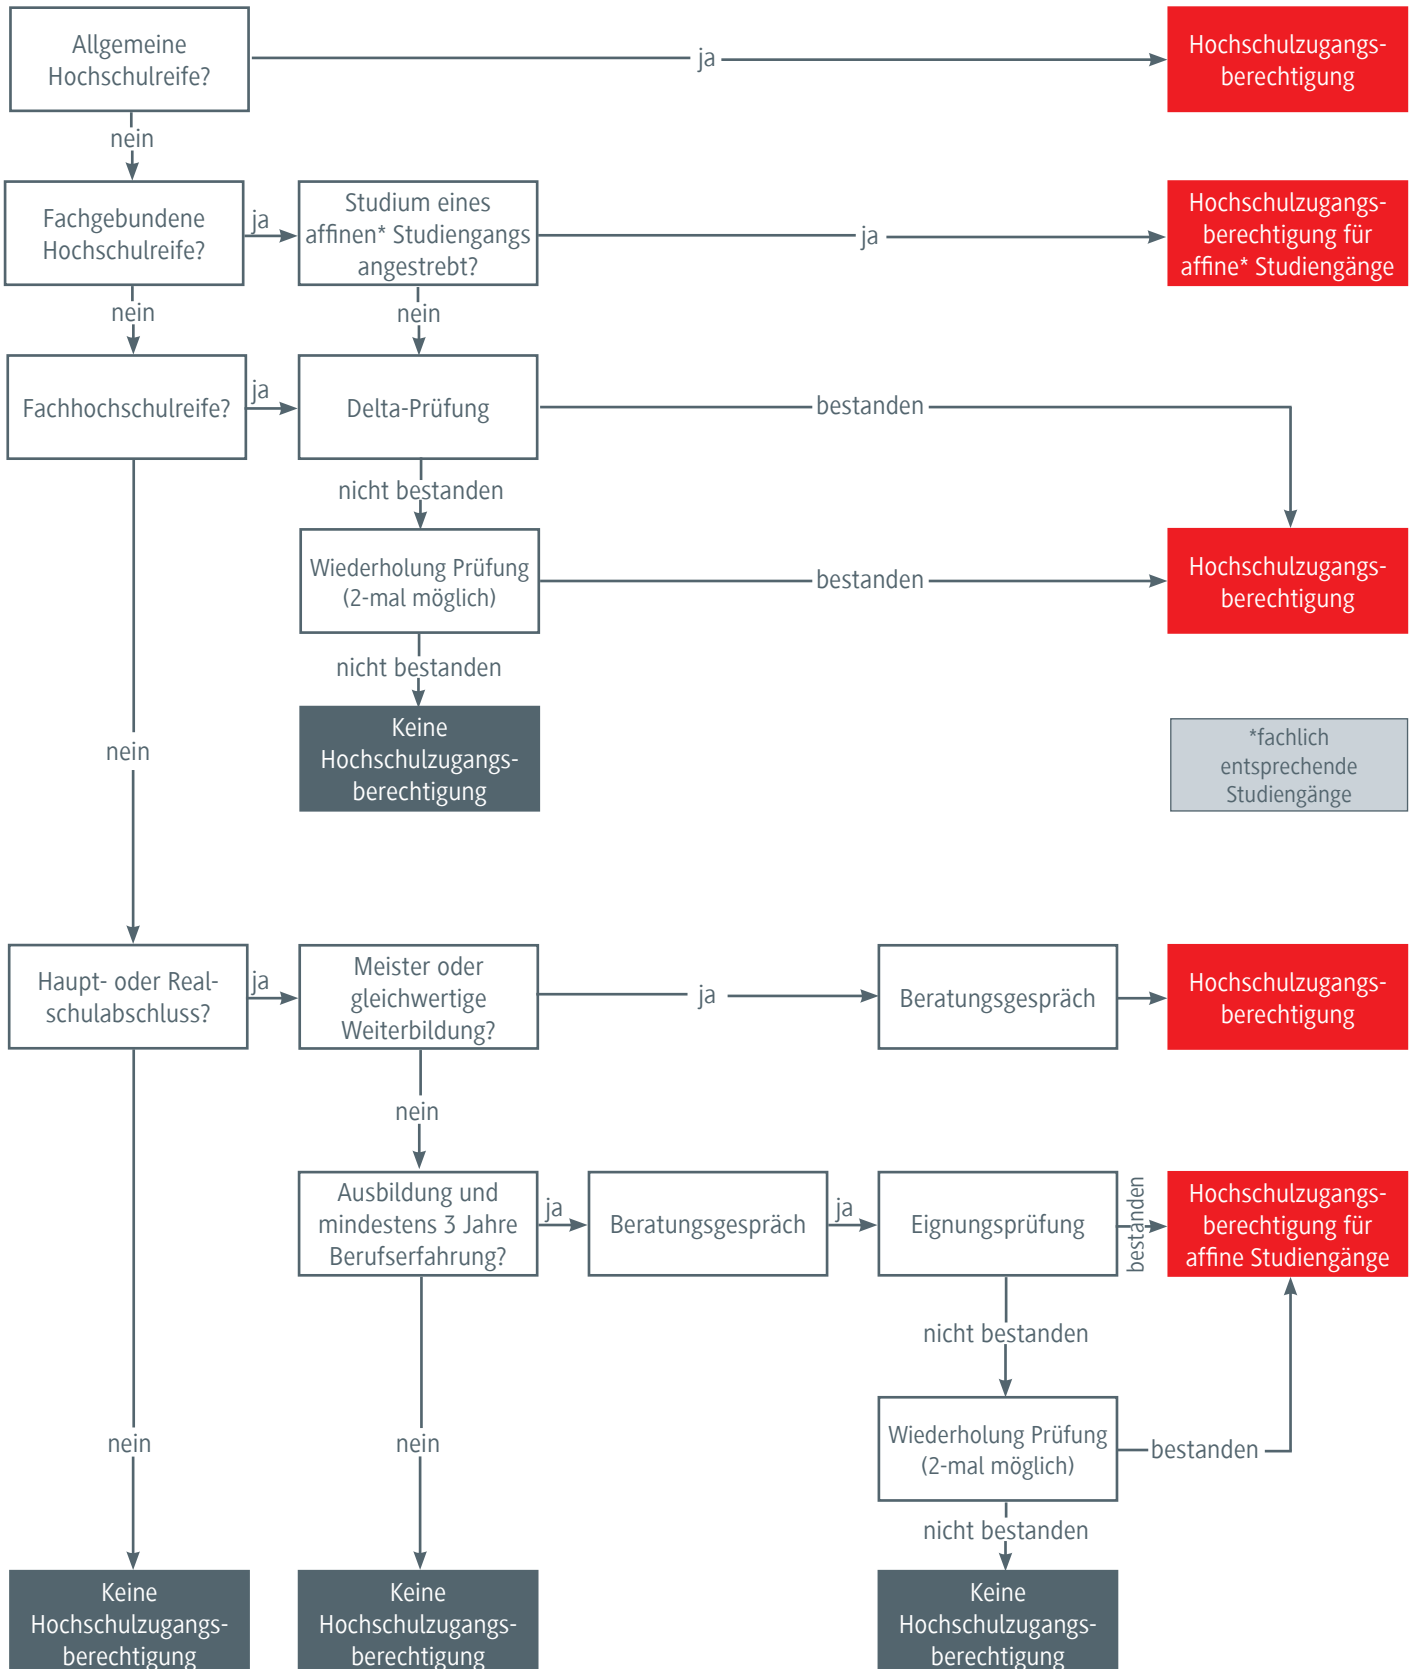 Allgemeine
Hochschulreife?
ja
Hochschulzugangs-
berechtigung
nein
Fachgebundene
Hochschulreife?
ja
Studium eines
affinen* Studiengangs
angestrebt?
ja
Hochschulzugangs-
berechtigung für
affine* Studiengänge
nein
nein
Fachhochschulreife?
ja
Delta-Prüfung
bestanden
nicht bestanden
Wiederholung Prüfung
(2-mal möglich)
bestanden
Hochschulzugangs-
berechtigung
nicht bestanden
Keine
Hochschulzugangs-
berechtigung
*fachlich
entsprechende
Studiengänge
nein
Haupt- oder Real-
schulabschluss?
ja
Meister oder
gleichwertige
Weiterbildung?
ja
Beratungsgespräch
Hochschulzugangs-
berechtigung
nein
Ausbildung und
mindestens 3 Jahre
Berufserfahrung?
ja
Beratungsgespräch
ja
Eignungsprüfung
bestanden
Hochschulzugangs-
berechtigung für
affine Studiengänge
nicht bestanden
Wiederholung Prüfung
(2-mal möglich)
bestanden
nein
nein
nicht bestanden
Keine
Hochschulzugangs-
berechtigung
Keine
Hochschulzugangs-
berechtigung
Keine
Hochschulzugangs-
berechtigung